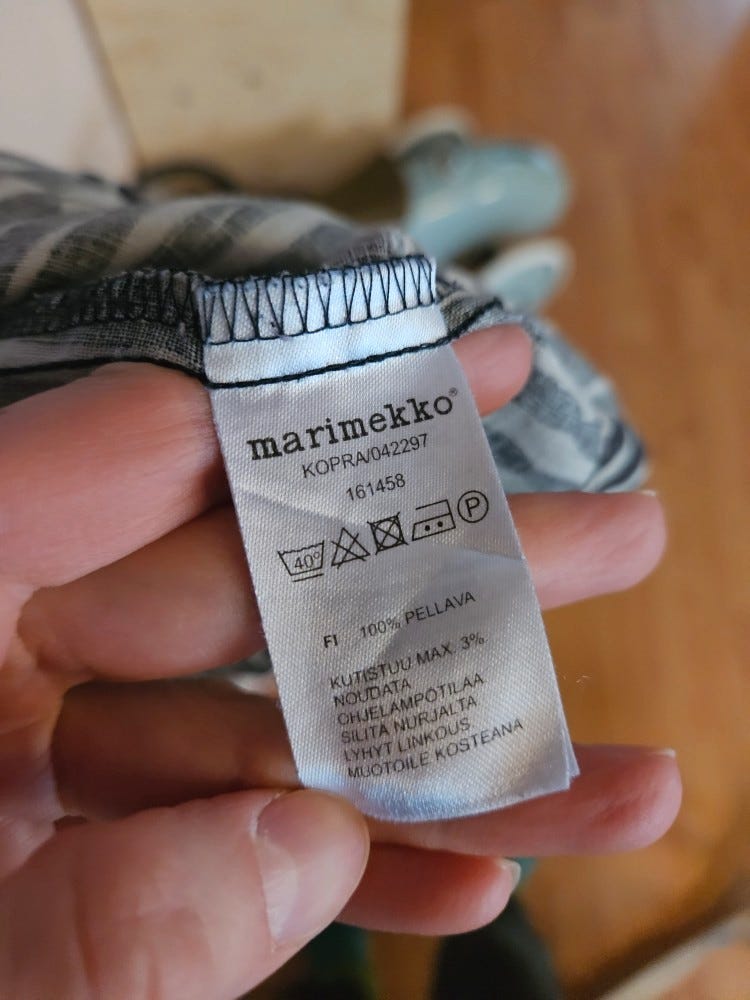 marimekko®
KOPRA/042297
161458
40° P
FI 100% PELLAVA
KUTISTUU MAX. 3%
NOUDATA
OHJELÄMPÖTILAA
SILITÄ NURJALTA
LYHYT LINKOUS
MUOTOILE KOSTEANA